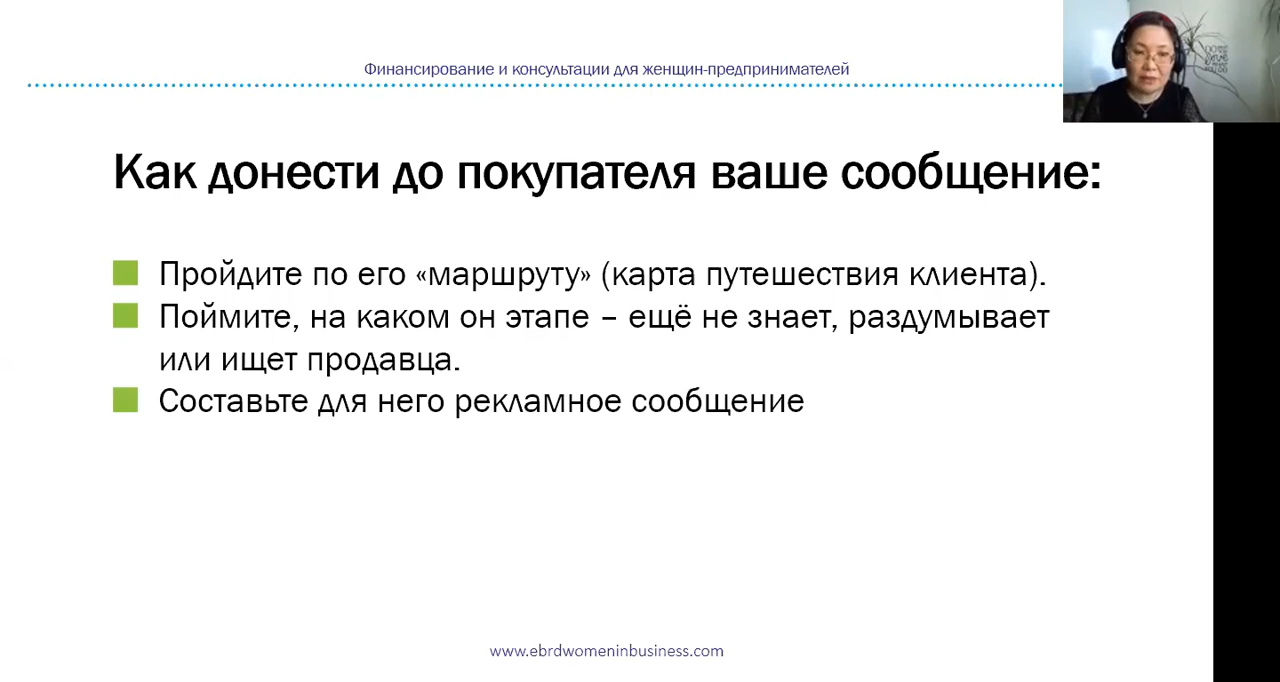 Финансирование и консультации для женщин-предпринимателей
Как донести до покупателя ваше сообщение:
Пройдите по его «маршруту» (карта путешествия клиента).
Поймите, на каком он этапе – ещё не знает, раздумывает
или ищет продавца.
Составьте для него рекламное сообщение
www.ebrdwomeninbusiness.com